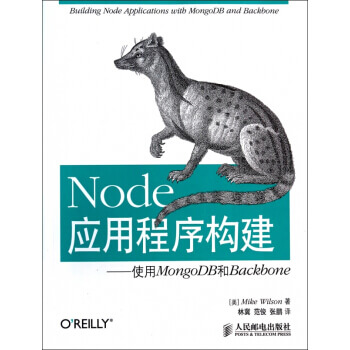 Building Node Applications with MongoDB and Backbone
Node
应用程序构建
——使用MongoDB和Backbone
[美] Mike Wilson 著
林冀 范俊 张鹏 译
O'REILLY®
人民邮电出版社
POSTS & TELECOM PRESS